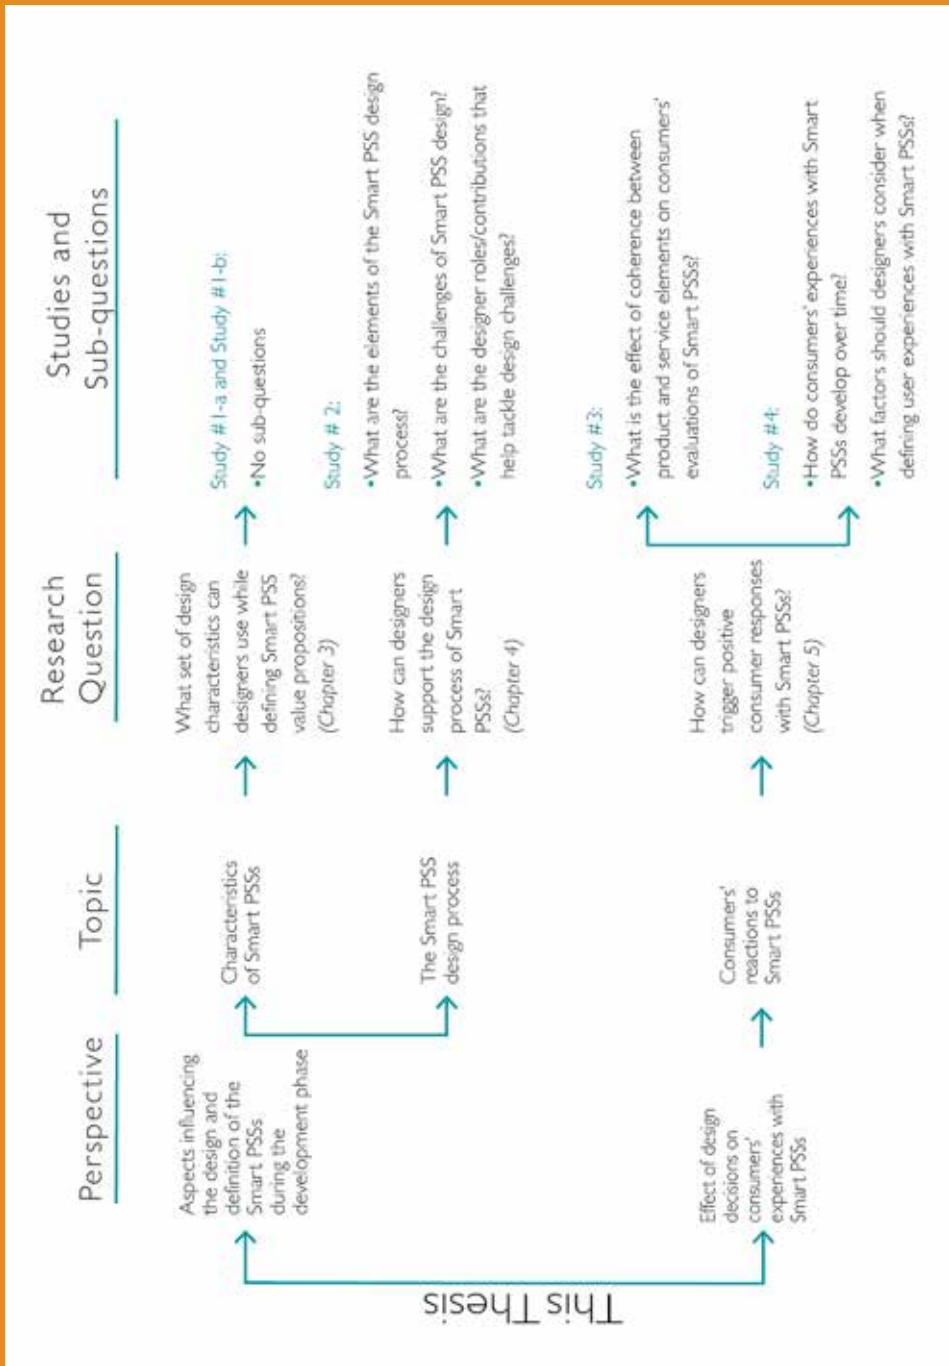 This Thesis
Perspective
Aspects influencing
the design and
definition of the
Smart PSSs
during the
development phase
Effect of design
decisions on
consumers'
experiences with
Smart PSSs
Topic
Characteristics
of Smart PSSs
The Smart PSS
design process
Consumers'
reactions to
Smart PSSs
Research
Question
What set of design
characteristics can
designers use while
defining Smart PSS
value propositions?
(Chapter 3)
How can designers
support the design
process of Smart
PSSs?
(Chapter 4)
How can designers
trigger positive
consumer responses
with Smart PSSs?
(Chapter 5)
Studies and
Sub-questions
Study #1-a and Study #1-b:
•No sub-questions
Study # 2:
•What are the elements of the Smart PSS design
process?
•What are the challenges of Smart PSS design?
•What are the designer roles/contributions that
help tackle design challenges?
Study #3:
•What is the effect of coherence between
product and service elements on consumers'
evaluations of Smart PSSs?
Study #4:
•How do consumers' experiences with Smart
PSSs develop over time?
•What factors should designers consider when
defining user experiences with Smart PSSs?